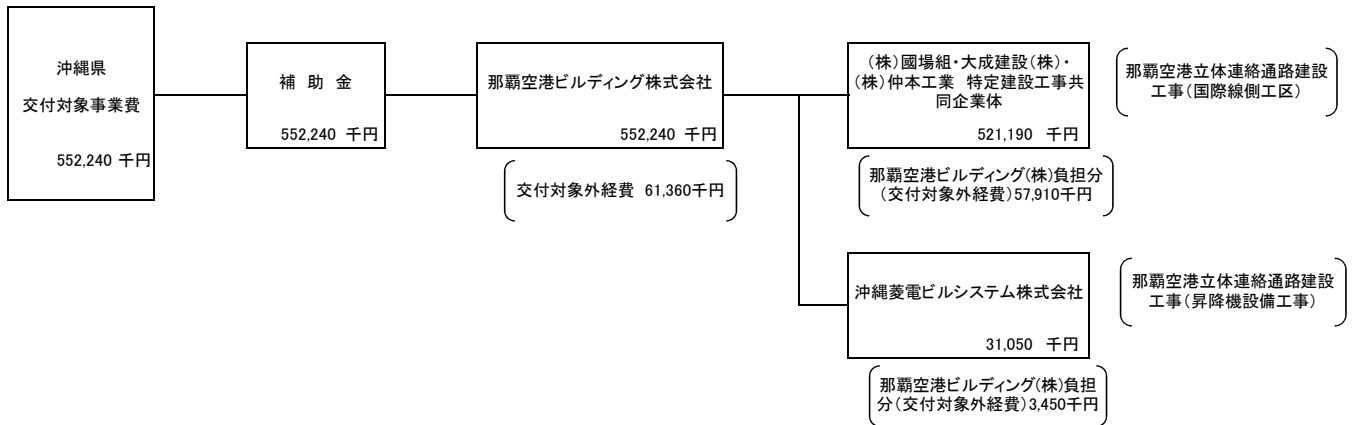 沖縄県
交付対象事業費
552,240 千円
補 助 金
552,240 千円
那覇空港ビルディング株式会社
552,240 千円
交付対象外経費 61,360千円
(株)國場組・大成建設(株)・
(株)仲本工業 特定建設工事共
同企業体
521,190 千円
那覇空港立体連絡通路建設
工事(国際線側工区)
那覇空港ビルディング(株)負担分
(交付対象外経費)57,910千円
沖縄菱電ビルシステム株式会社
31,050 千円
那覇空港立体連絡通路建設
工事(昇降機設備工事)
那覇空港ビルディング(株)負担
分(交付対象外経費)3,450千円